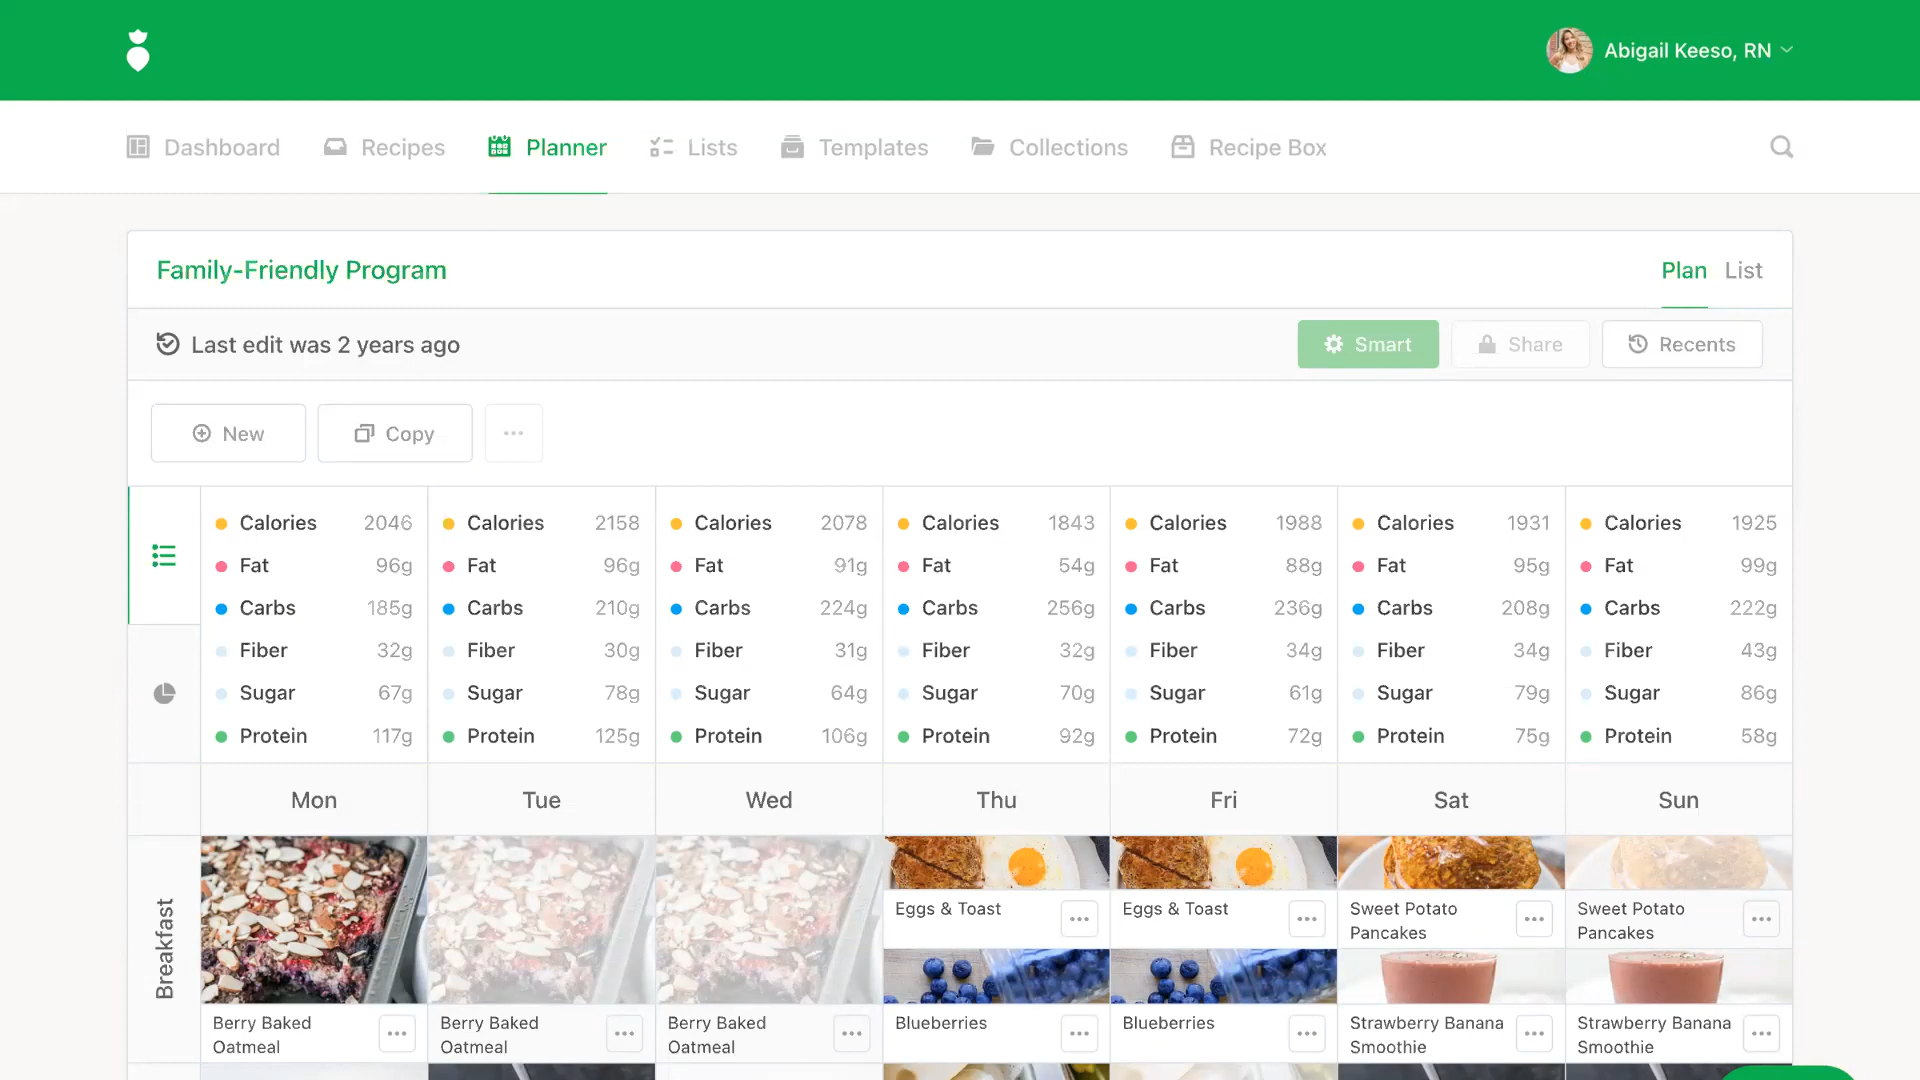 Abigail Keeso, RN
Dashboard Recipes Planner Lists Templates Collections Recipe Box
Family-Friendly Program
Plan List
Last edit was 2 years ago
Smart Share Recents
New Copy
Calories 2046 Calories 2158 Calories 2078 Calories 1843 Calories 1988 Calories 1931 Calories 1925
Fat 96g Fat 96g Fat 91g Fat 54g Fat 88g Fat 95g Fat 99g
Carbs 185g Carbs 210g Carbs 224g Carbs 256g Carbs 236g Carbs 208g Carbs 222g
Fiber 32g Fiber 30g Fiber 31g Fiber 32g Fiber 34g Fiber 34g Fiber 43g
Sugar 67g Sugar 78g Sugar 64g Sugar 70g Sugar 61g Sugar 79g Sugar 86g
Protein 117g Protein 125g Protein 106g Protein 92g Protein 72g Protein 75g Protein 58g
Mon Tue Wed Thu Fri Sat Sun
Breakfast
Berry Baked
Oatmeal
Berry Baked
Oatmeal
Berry Baked
Oatmeal
Eggs & Toast
Blueberries
Eggs & Toast
Blueberries
Sweet Potato
Pancakes
Strawberry Banana
Smoothie
Sweet Potato
Pancakes
Strawberry Banana
Smoothie